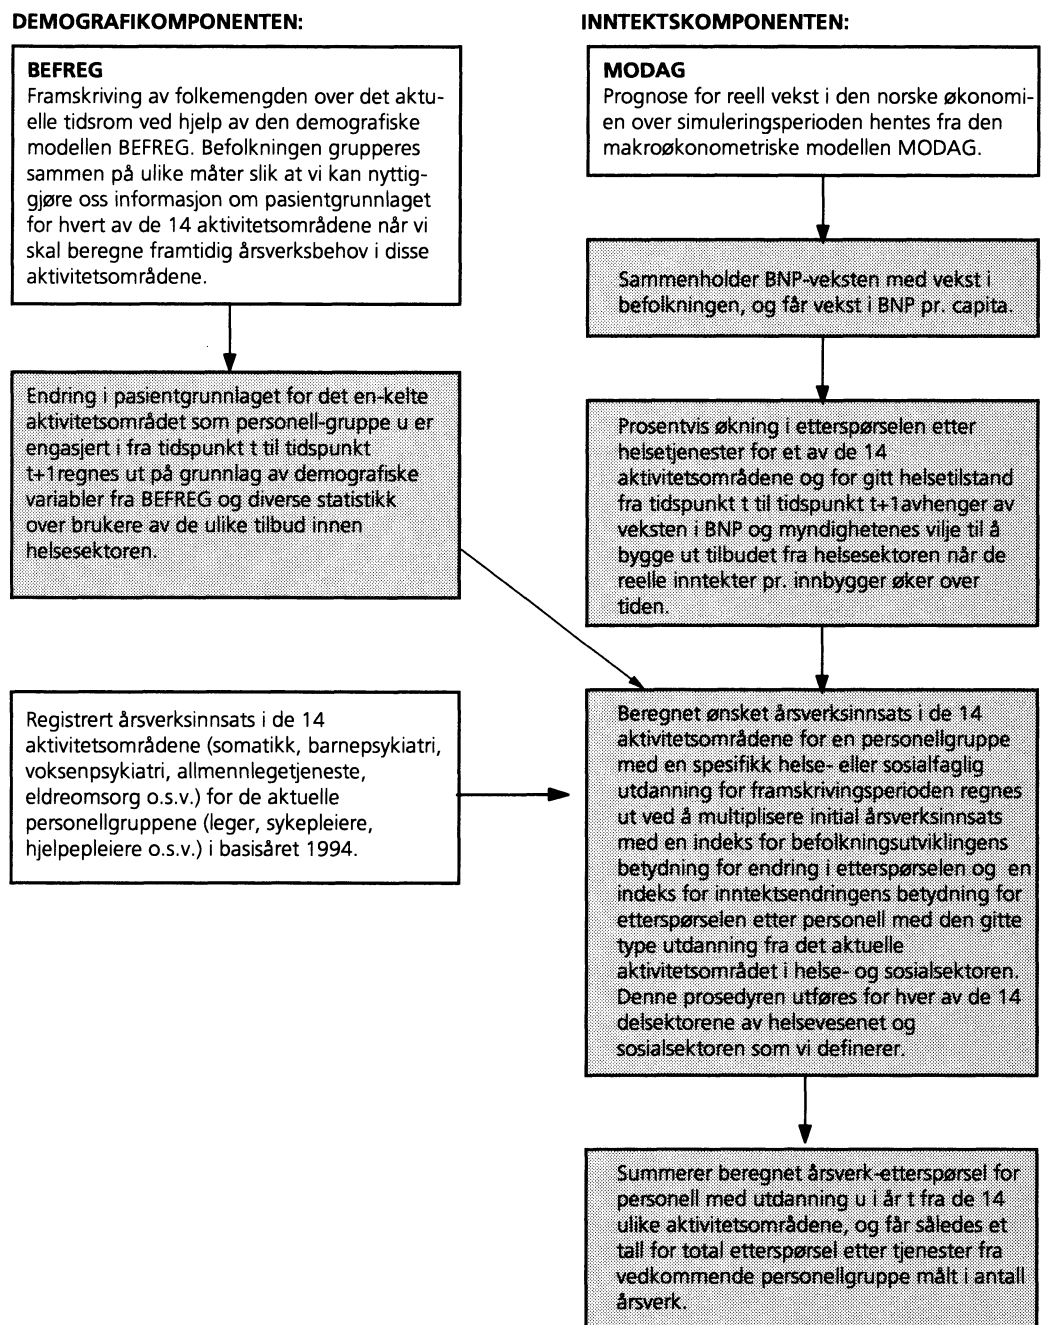 DEMOGRAFIKOMPONENTEN:
BEFREG
Framskriving av folkemengden over det aktu-
elle tidsrom ved hjelp av den demografiske
modellen BEFREG. Befolkningen grupperes
sammen på ulike måter slik at vi kan nyttig-
ggjøre oss informasjon om pasientgrunnlaget
for hvert av de 14 aktivitetsområdene når vi
skal beregne framtidig årsverksbehov i disse
aktivitetsområdene.
Endring i pasientgrunnlaget for det en-kelte
aktivitetsområdet som personell-gruppe u er
engasjert i fra tidspunkt t til tidspunkt
t+1regnes ut på grunnlag av demografiske
variabler fra BEFREG og diverse statistikk
over brukere av de ulike tilbud innen
helsesektoren.
Registrert årsverksinnsats i de 14
aktivitetsområdene (somatikk, barnepsykiatri,
voksenpsykiatri, allmennlegetjeneste,
eldreomsorg o.s.v.) for de aktuelle
personellgruppene (leger, sykepleiere,
hjelpepleiere o.s.v.) i basisåret 1994.
INNTEKTSKOMPONENTEN:
MODAG
Prognose for reell vekst i den norske økonomi-
en over simuleringsperioden hentes fra den
makroøkonometriske modellen MODAG.
Sammenholder BNP-veksten med vekst i
befolkningen, og får vekst i BNP pr. capita.
Prosentvis økning i etterspørselen etter
helsetjenester for et av de 14
aktivitetsområdene og for gitt helsetilstand
fra tidspunkt t til tidspunkt t+1avhenger av
veksten i BNP og myndighetenes vilje til å
bygge ut tilbudet fra helsesektoren når de
reelle inntekter pr. innbygger øker over
tiden.
Beregnet ønsket årsverksinnsats i de 14
aktivitetsområdene for en personellgruppe
med en spesifikk helse- eller sosialfaglig
utdanning for framskrivingsperioden regnes
ut ved å multiplisere initial årsverksinnsats
med en indeks for befolkningsutviklingens
betydning for endring i etterspørselen og en
indeks for inntektsendringens betydning for
etterspørselen etter personell med den gitte
type utdanning fra det aktuelle
aktivitetsområdet i helse- og sosialsektoren.
Denne prosedyren utføres for hver av de 14
delsektorene av helsevesenet og
sosialsektoren som vi definerer.
Summerer beregnet årsverk-etterspørsel for
personell med utdanning u i år t fra de 14
ulike aktivitetsområdene, og får således et
tall for total etterspørsel etter tjenester fra
vedkommende personellgruppe målt i antall
årsverk.